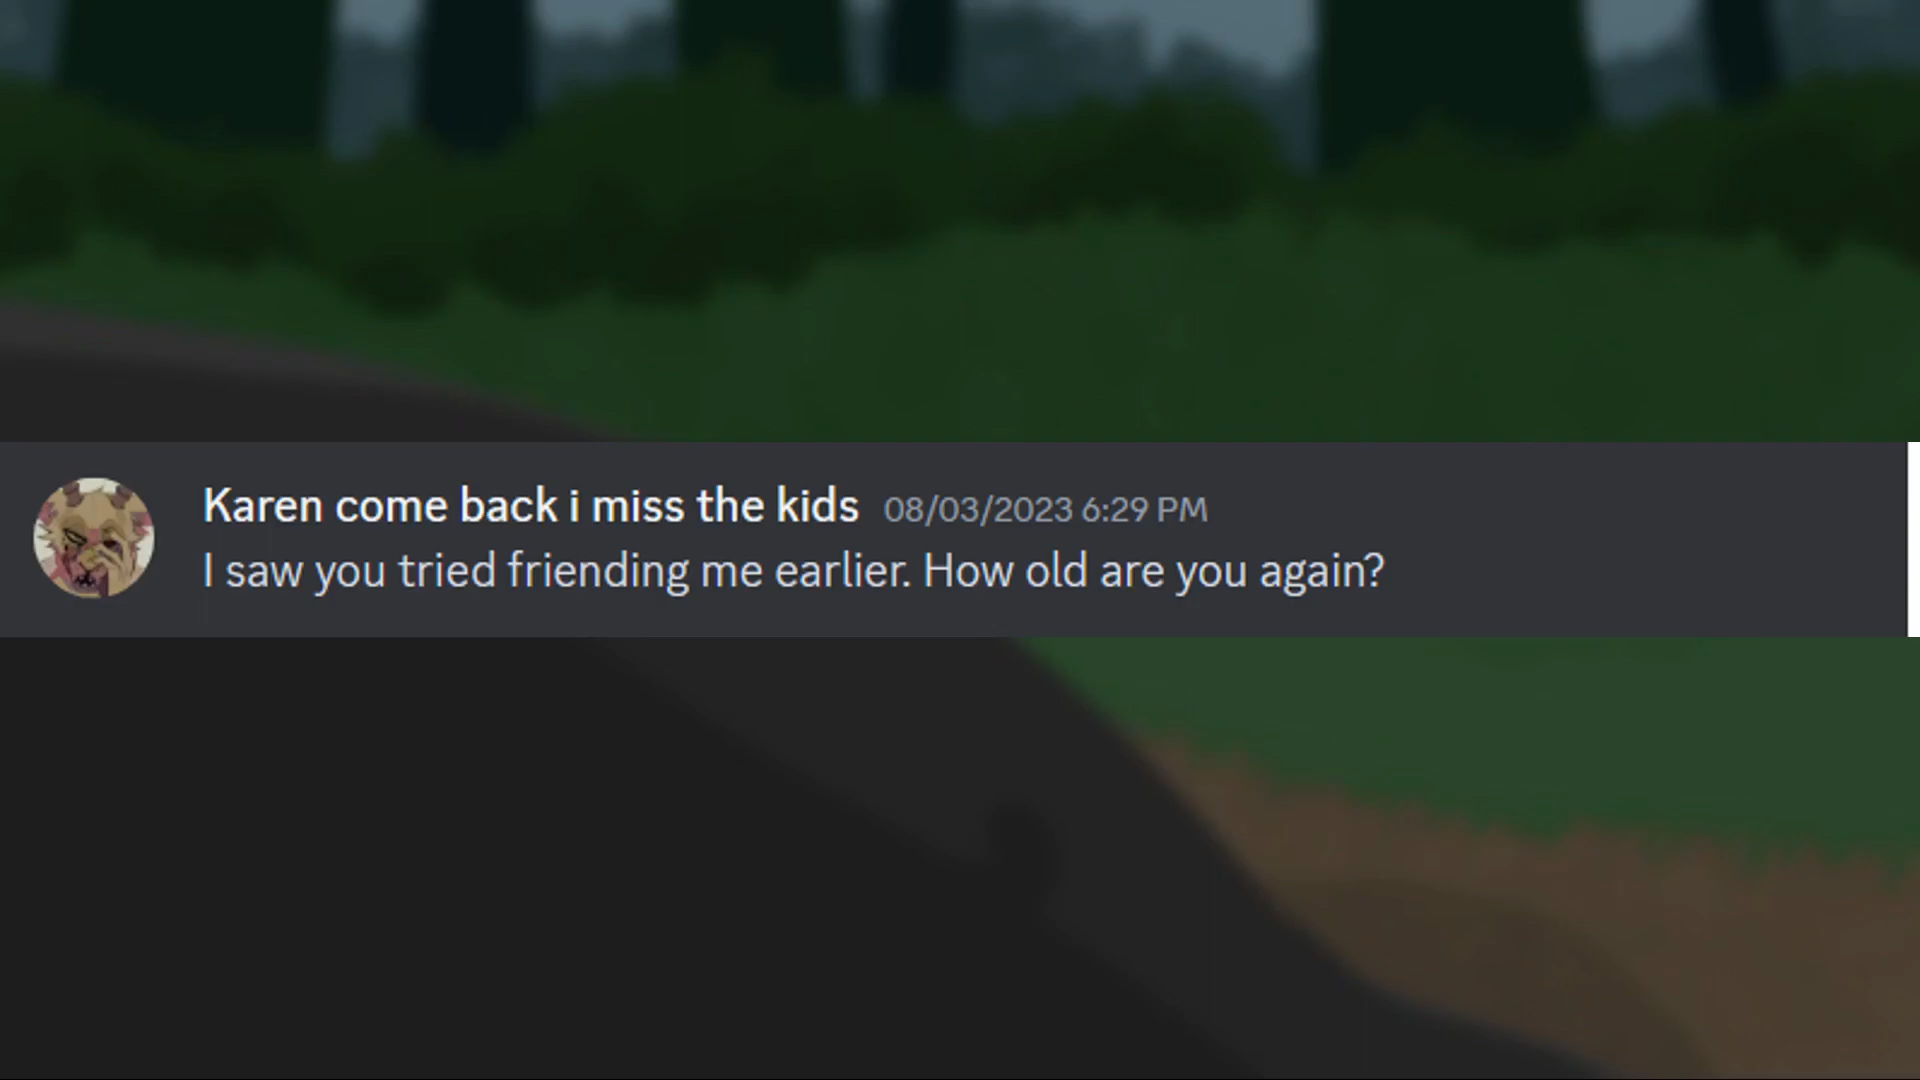 Karen come back i miss the kids 08/03/2023 6:29 PM
I saw you tried friending me earlier. How old are you again?